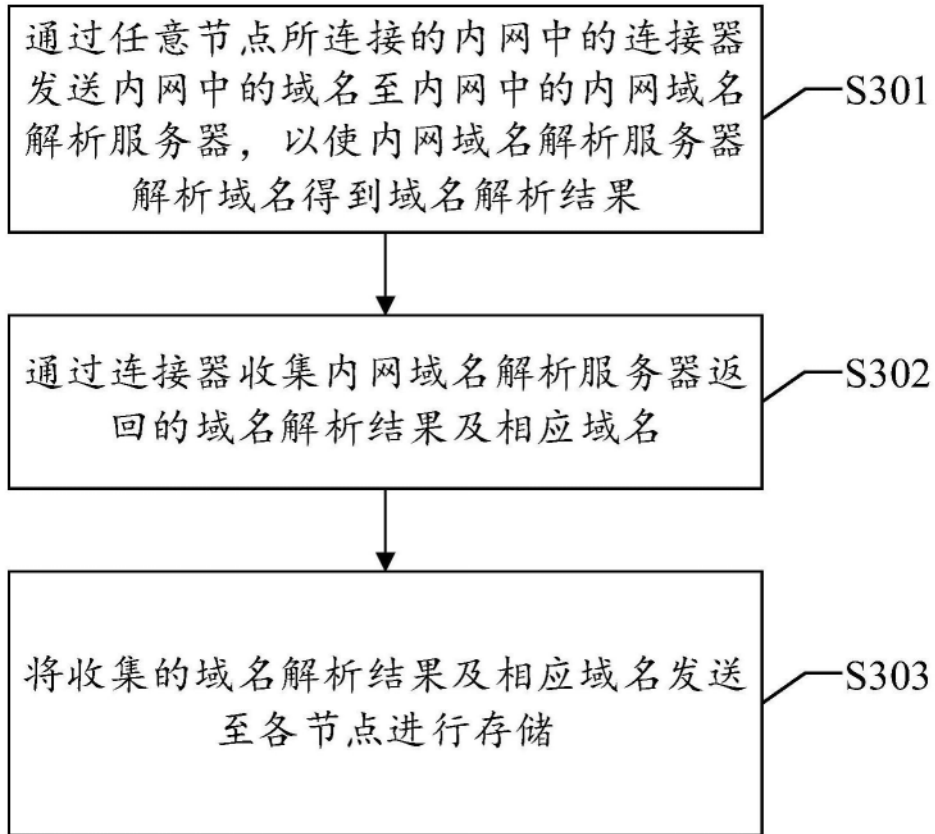 通过任意节点所连接的内网中的连接器
发送内网中的域名至内网中的内网域名
解析服务器，以使内网域名解析服务器
解析域名得到域名解析结果
S301
通过连接器收集内网域名解析服务器返
回的域名解析结果及相应域名
S302
将收集的域名解析结果及相应域名发送
至各节点进行存储
S303